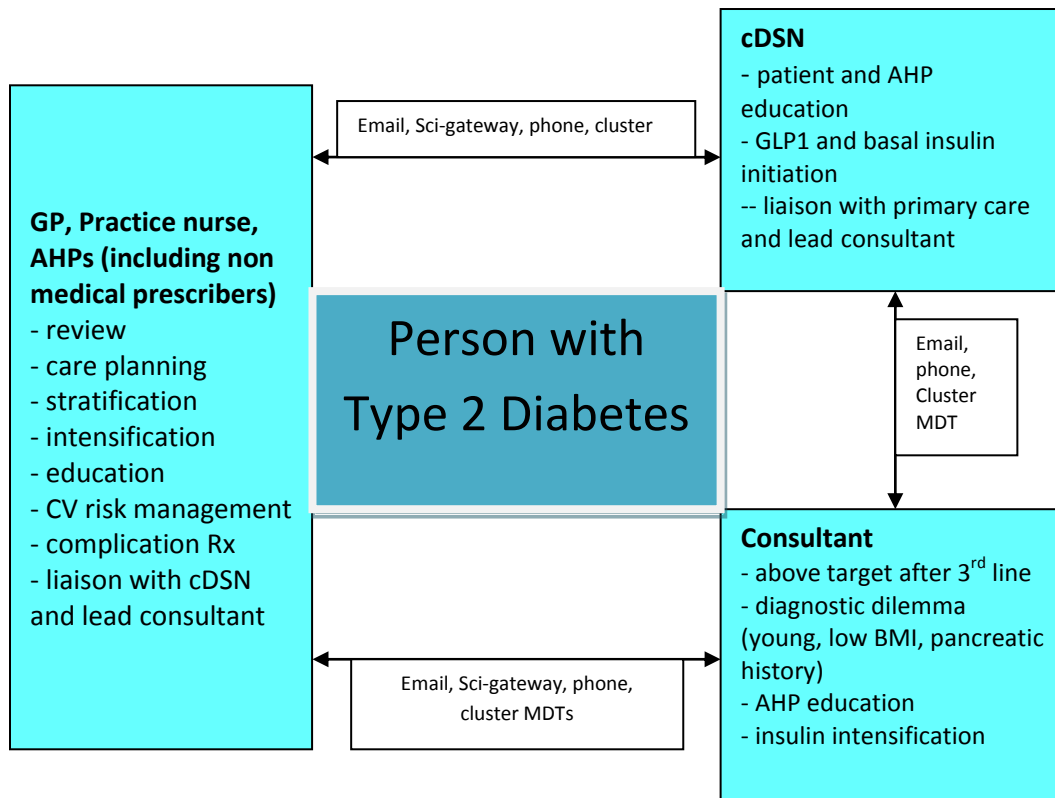 GP, Practice nurse,
AHPs (including non
medical prescribers)
- review
- care planning
- stratification
- intensification
- education
- CV risk management
- complication Rx
- liaison with cDSN
and lead consultant
Email, Sci-gateway, phone, cluster
cDSN
- patient and AHP
education
- GLP1 and basal insulin
initiation
-- liaison with primary care
and lead consultant
Person with
Type 2 Diabetes
Email,
phone,
Cluster
MDT
Email, Sci-gateway, phone,
cluster MDTs
Consultant
- above target after 3rd line
- diagnostic dilemma
(young, low BMI, pancreatic
history)
- AHP education
- insulin intensification